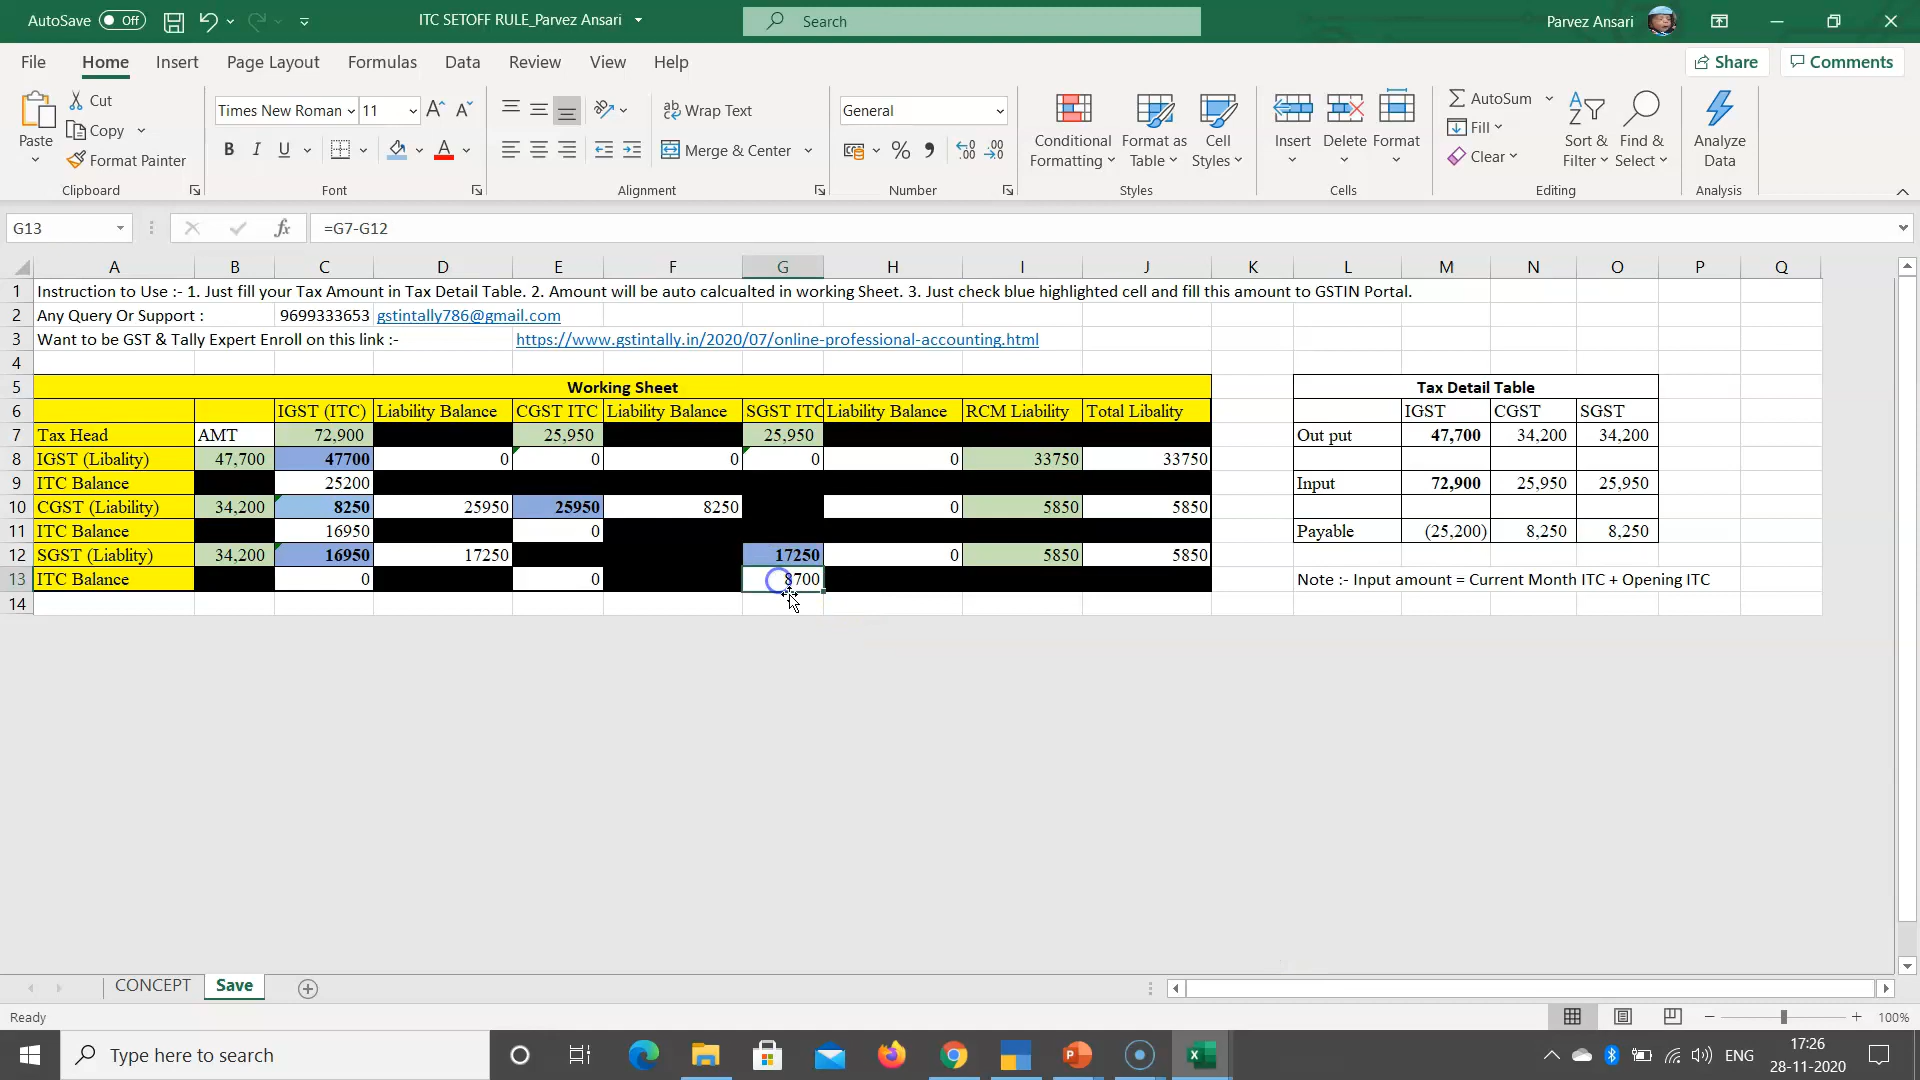 AutoSave Off ITC SETOFF RULE_Parvez Ansari Search Parvez Ansari
File Home Insert Page Layout Formulas Data Review View Help Share Comments
Paste Cut Copy Format Painter Clipboard
Times New Roman 11 B I U A Font
Wrap Text Merge & Center Alignment
General % Number
Conditional Formatting Format as Table Cell Styles Styles
Insert Delete Format Cells
AutoSum Fill Clear Sort & Filter Find & Select Editing
Analyze Data Analysis
G13 fx =G7-G12
A B C D E F G H I J K L M N O P Q
1 Instruction to Use :- 1. Just fill your Tax Amount in Tax Detail Table. 2. Amount will be auto calcualted in working Sheet. 3. Just check blue highlighted cell and fill this amount to GSTIN Portal.
2 Any Query Or Support : 9699333653 gstintally786@gmail.com
3 Want to be GST & Tally Expert Enroll on this link :- https://www.gstintally.in/2020/07/online-professional-accounting.html
4
5 Working Sheet Tax Detail Table
6 IGST (ITC) Liability Balance CGST ITC Liability Balance SGST ITC Liability Balance RCM Liability Total Libality IGST CGST SGST
7 Tax Head AMT 72,900 25,950 25,950 Out put 47,700 34,200 34,200
8 IGST (Libality) 47,700 47700 0 0 0 0 0 33750 33750
9 ITC Balance 25200 Input 72,900 25,950 25,950
10 CGST (Liability) 34,200 8250 25950 25950 8250 0 5850 5850
11 ITC Balance 16950 0 Payable (25,200) 8,250 8,250
12 SGST (Liablity) 34,200 16950 17250 17250 0 5850 5850
13 ITC Balance 0 0 8700 Note :- Input amount = Current Month ITC + Opening ITC
14
CONCEPT Save
Ready 100%
Type here to search ENG 17:26
28-11-2020